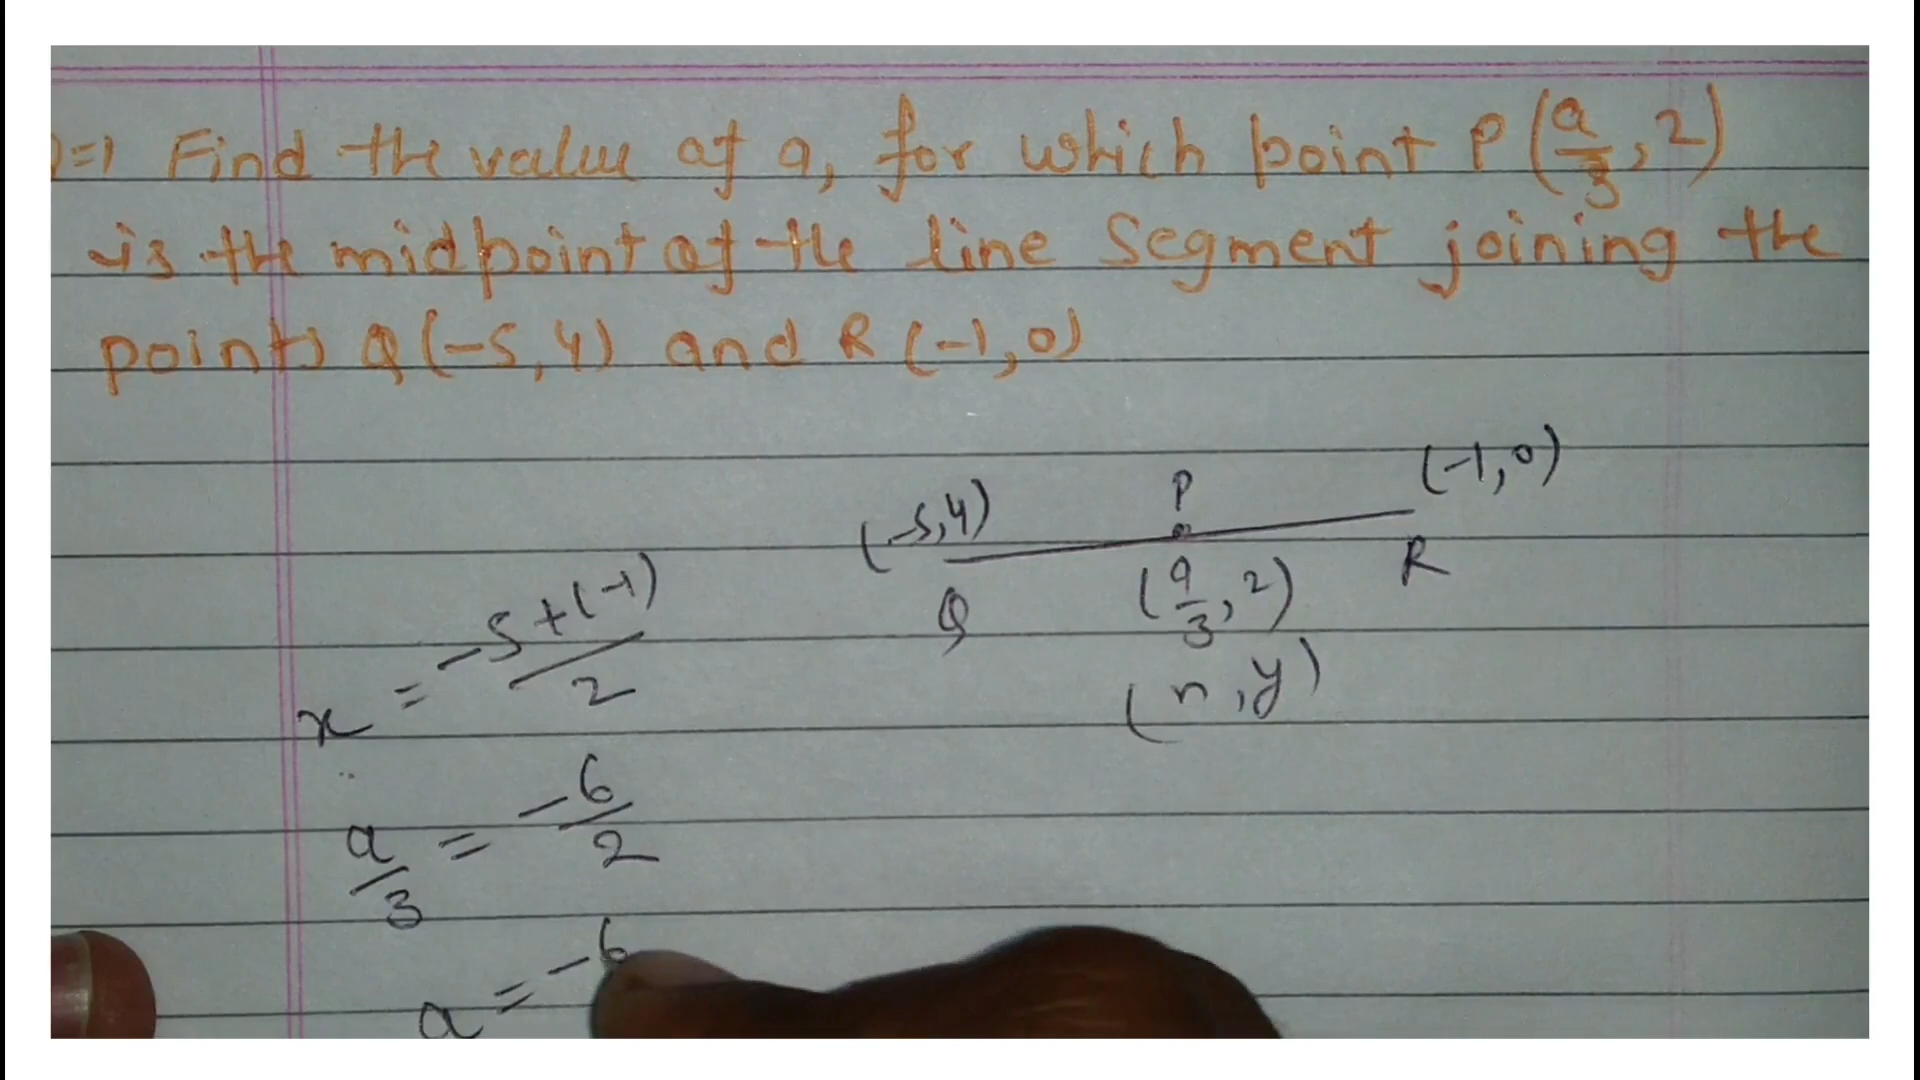 =1 Find the value of a, for which point P(a/3, 2)
is the midpoint of the line segment joining the
points Q(-5,4) and R(-1,0)
(-5,4) P (-1,0)
Q (a/3, 2) R
(x,y)
x = -5+(-1)/2
a/3 = -6/2
a = -6